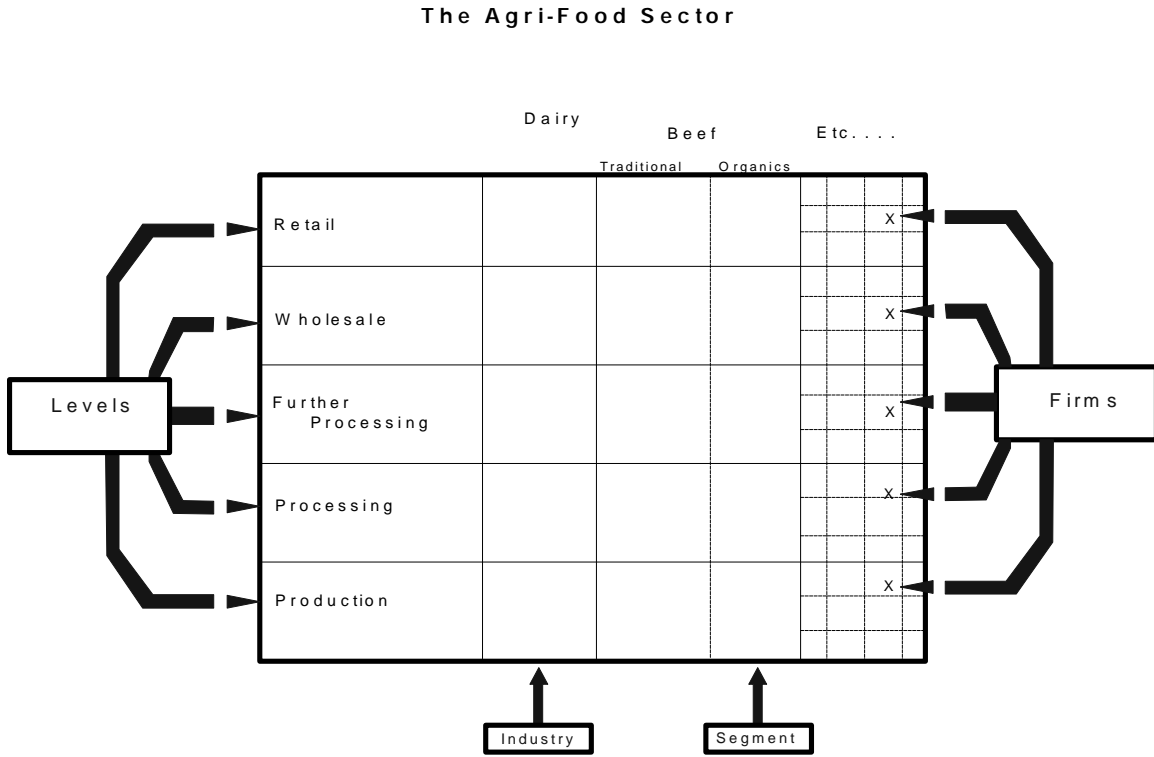 The Agri-Food Sector
Dairy
Beef
Etc....
Traditional
Organics
Retail
X
Wholesale
X
Levels
Further
Processing
X
Firms
Processing
X
Production
X
Industry
Segment